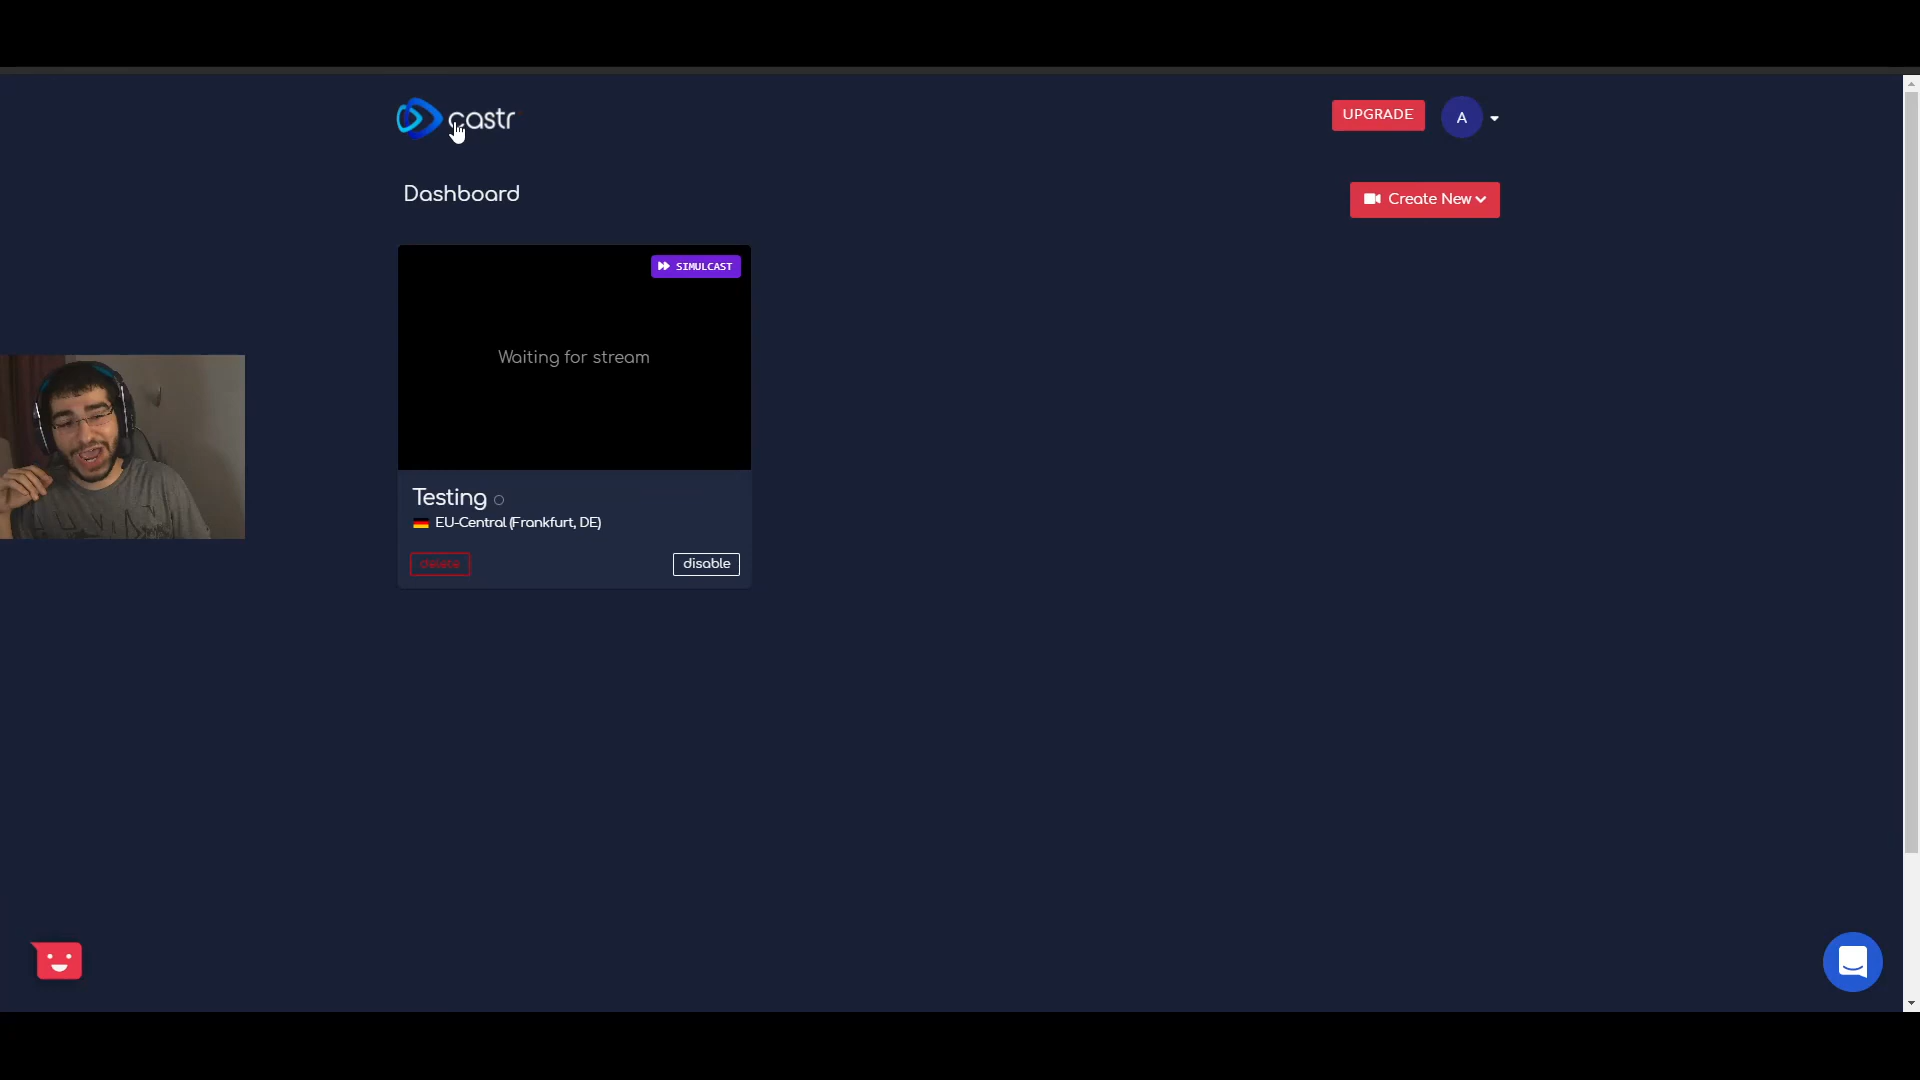 castr
UPGRADE
A
Dashboard
Create New
SIMULCAST
Waiting for stream
Testing
EU-Central (Frankfurt, DE)
delete
disable